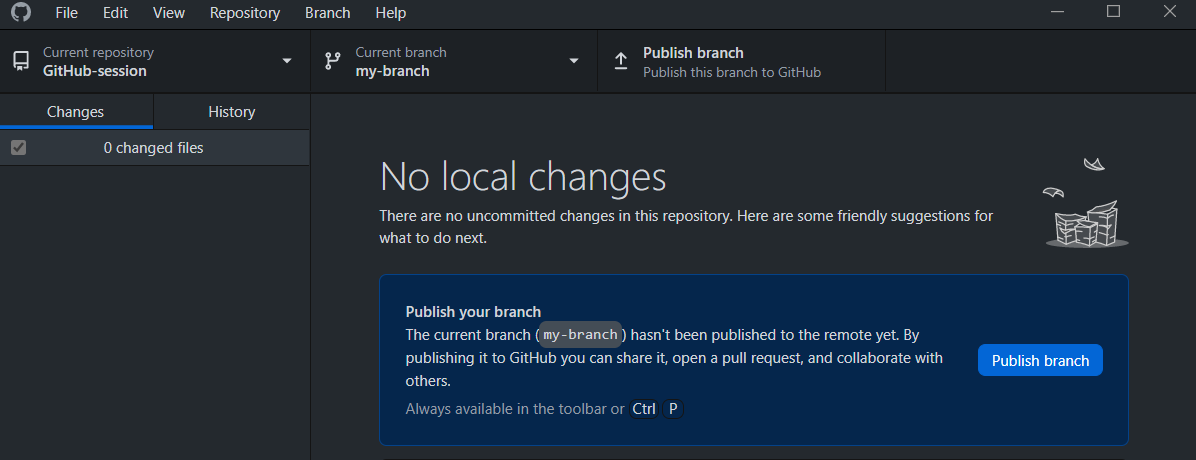 File Edit View Repository Branch Help
Current repository
GitHub-session
Current branch
my-branch
Publish branch
Publish this branch to GitHub
Changes
History
0 changed files
No local changes
There are no uncommitted changes in this repository. Here are some friendly suggestions for
what to do next.
Publish your branch
The current branch (my-branch) hasn't been published to the remote yet. By
publishing it to GitHub you can share it, open a pull request, and collaborate with
others.
Always available in the toolbar or Ctrl P
Publish branch